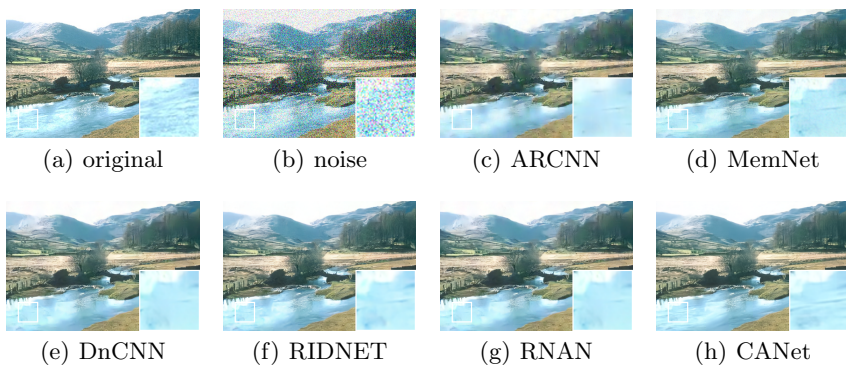 (a) original
(b) noise
(c) ARCNN
(d) MemNet
(e) DnCNN
(f) RIDNET
(g) RNAN
(h) CANet